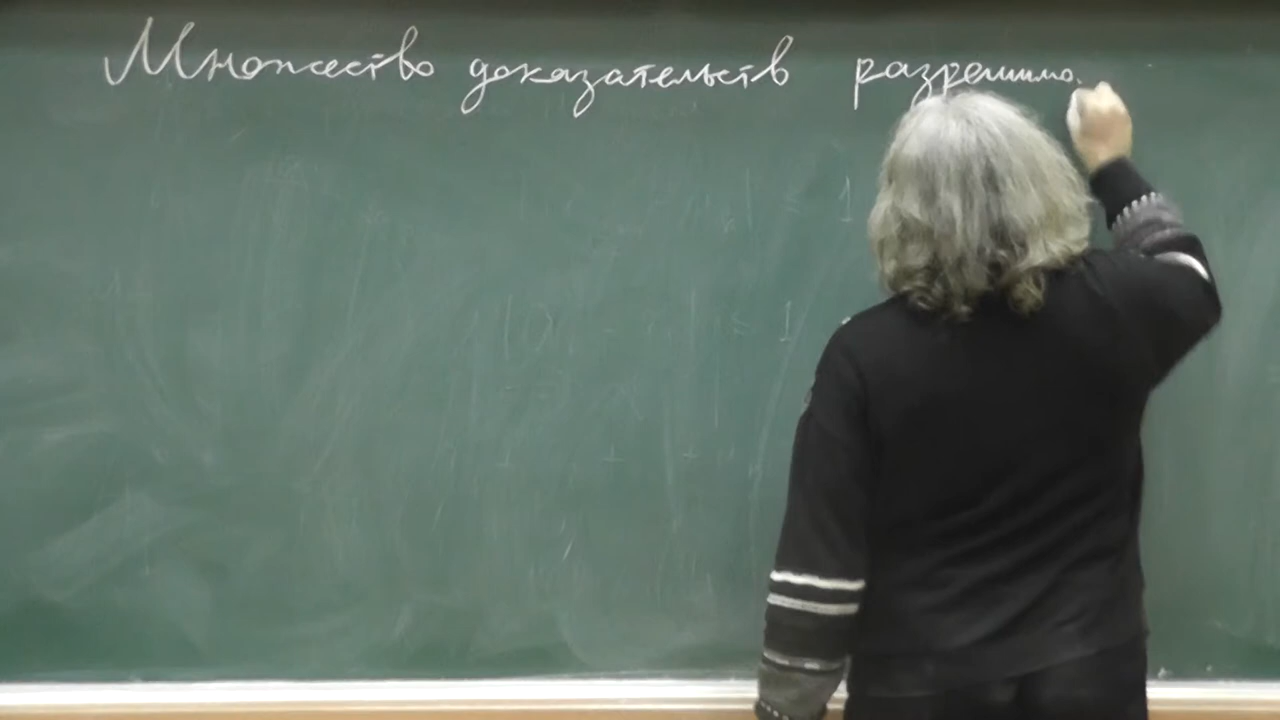 Множество доказательств разрешимо.